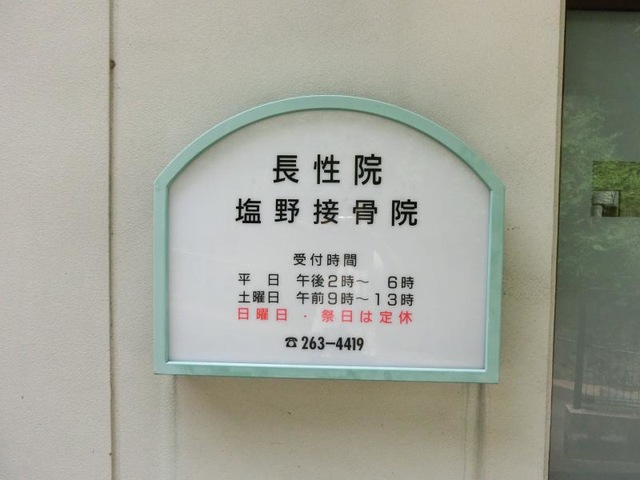 長性院
塩野接骨院
受付時間
平　日　午後2時～　6時
土曜日　午前9時～13時
日曜日・祭日は定休
☎263-4419